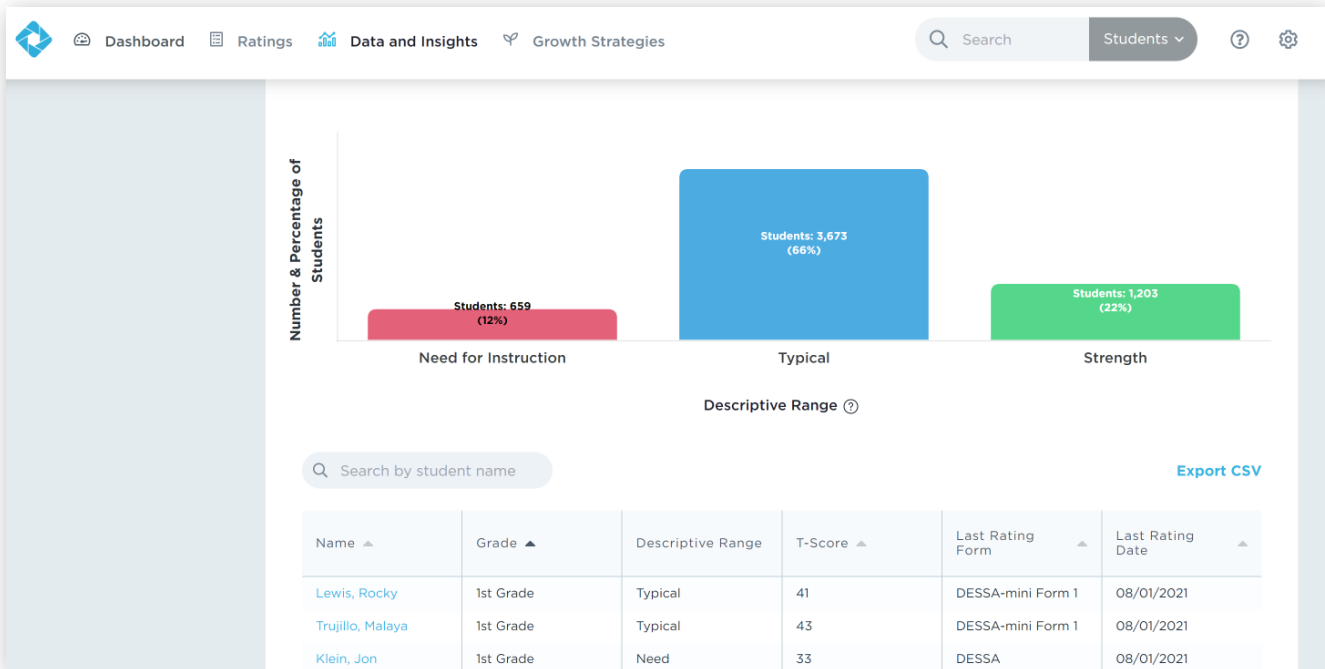 Dashboard Ratings Data and Insights Growth Strategies Search Students
Number & Percentage of
Students
Students: 659
(12%)
Students: 3,673
(66%)
Students: 1,203
(22%)
Need for Instruction Typical Strength
Descriptive Range ?
Search by student name Export CSV
Name Grade Descriptive Range T-Score Last Rating Form Last Rating Date
Lewis, Rocky 1st Grade Typical 41 DESSA-mini Form 1 08/01/2021
Trujillo, Malaya 1st Grade Typical 43 DESSA-mini Form 1 08/01/2021
Klein, Jon 1st Grade Need 33 DESSA 08/01/2021